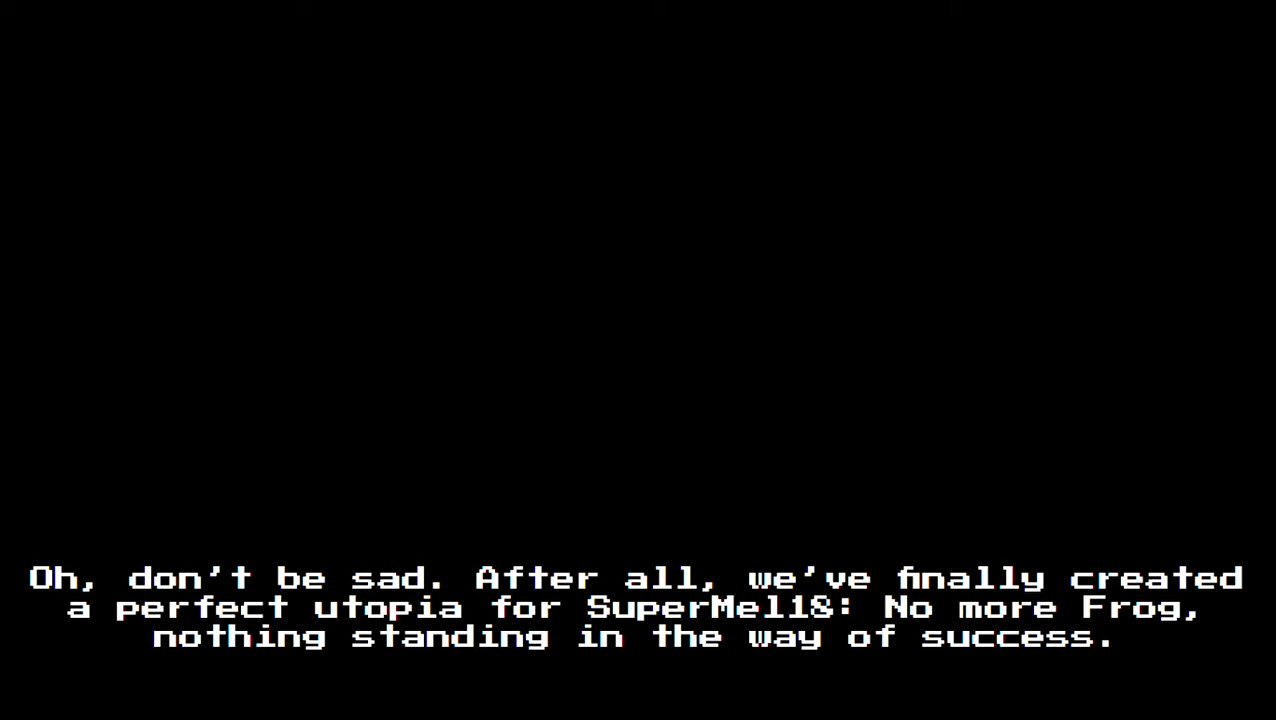 Oh, don't be sad. After all, we've finally created
a perfect utopia for SuperMel18: No more Frog,
nothing standing in the way of success.